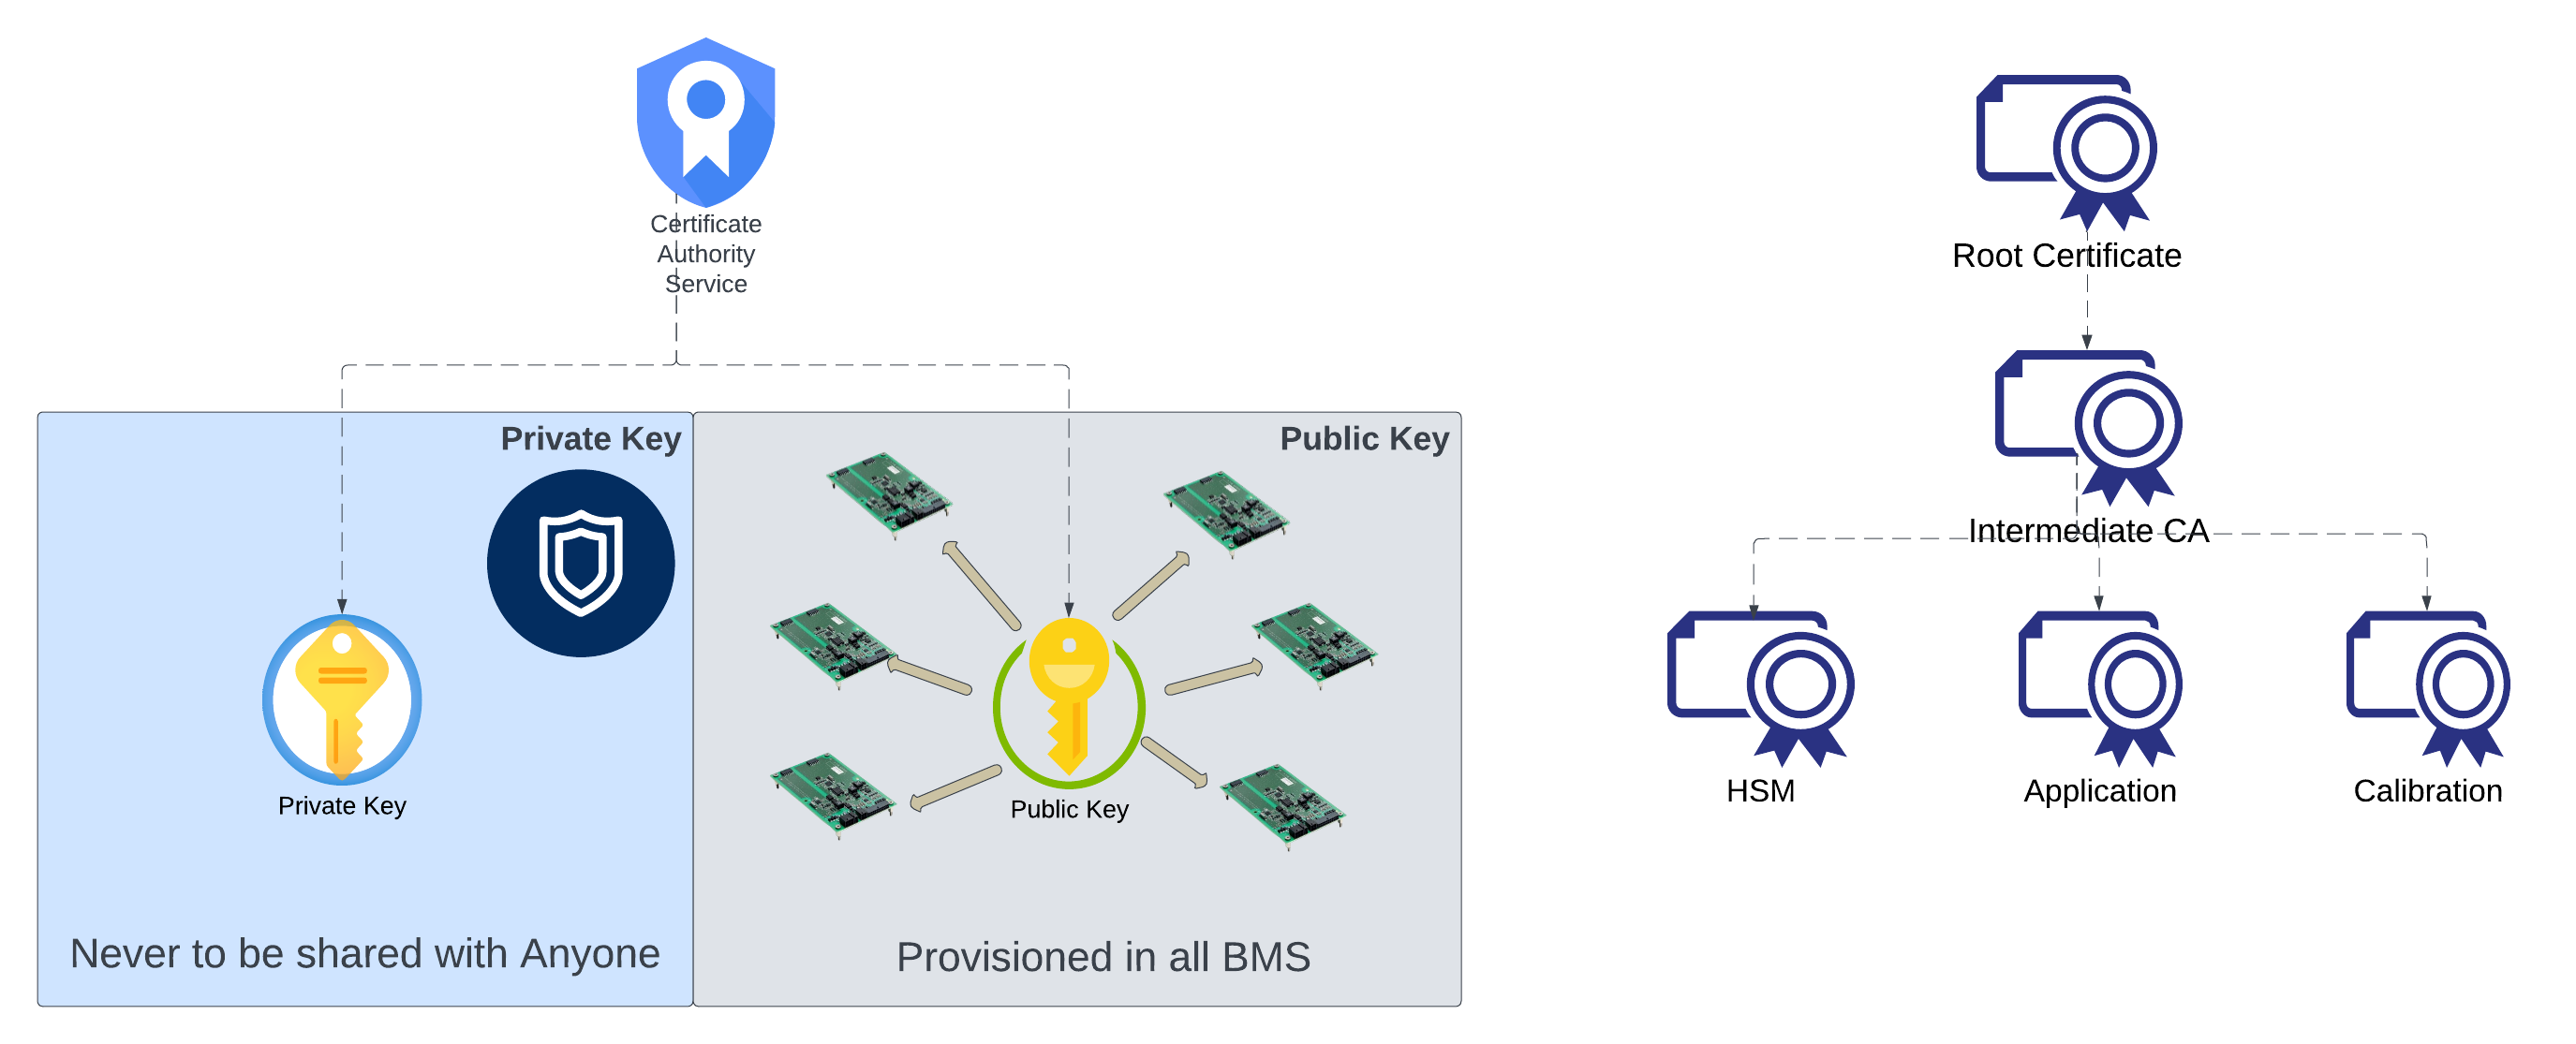 Certificate
Authority
Service
Private Key
Public Key
Private Key
Public Key
Never to be shared with Anyone
Provisioned in all BMS
Root Certificate
Intermediate CA
HSM
Application
Calibration